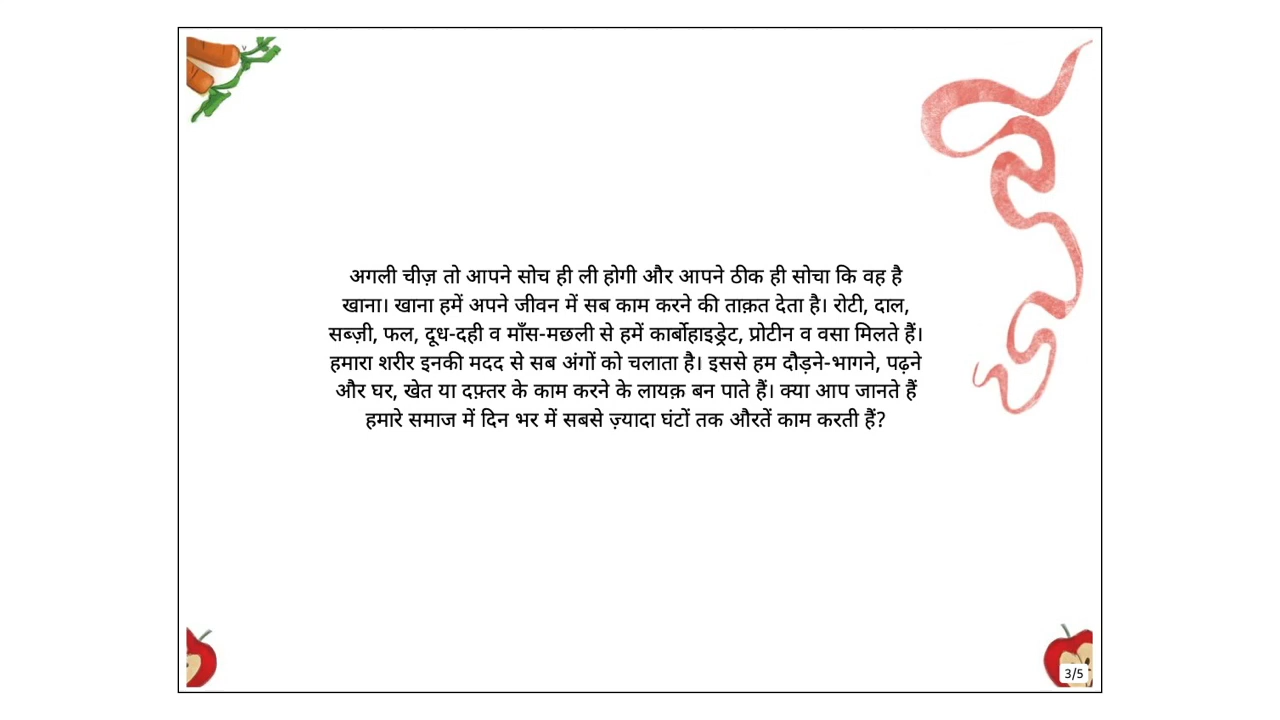 अगली चीज़ तो आपने सोच ही ली होगी और आपने ठीक ही सोचा कि वह है
खाना। खाना हमें अपने जीवन में सब काम करने की ताक़त देता है। रोटी, दाल,
सब्ज़ी, फल, दूध-दही व माँस-मछली से हमें कार्बोहाइड्रेट, प्रोटीन व वसा मिलते हैं।
हमारा शरीर इनकी मदद से सब अंगों को चलाता है। इससे हम दौड़ने-भागने, पढ़ने
और घर, खेत या दफ़्तर के काम करने के लायक़ बन पाते हैं। क्या आप जानते हैं
हमारे समाज में दिन भर में सबसे ज़्यादा घंटों तक औरतें काम करती हैं?
3/5